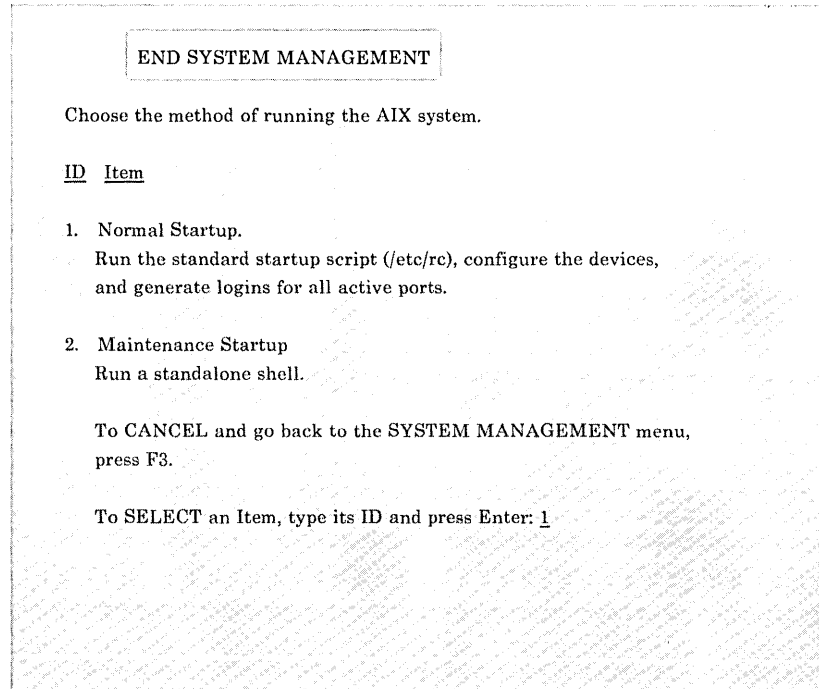 END SYSTEM MANAGEMENT
Choose the method of running the AIX system.
ID Item
1. Normal Startup.
Run the standard startup script (/etc/rc), configure the devices,
and generate logins for all active ports.
2. Maintenance Startup
Run a standalone shell.
To CANCEL and go back to the SYSTEM MANAGEMENT menu,
press F3.
To SELECT an Item, type its ID and press Enter: 1